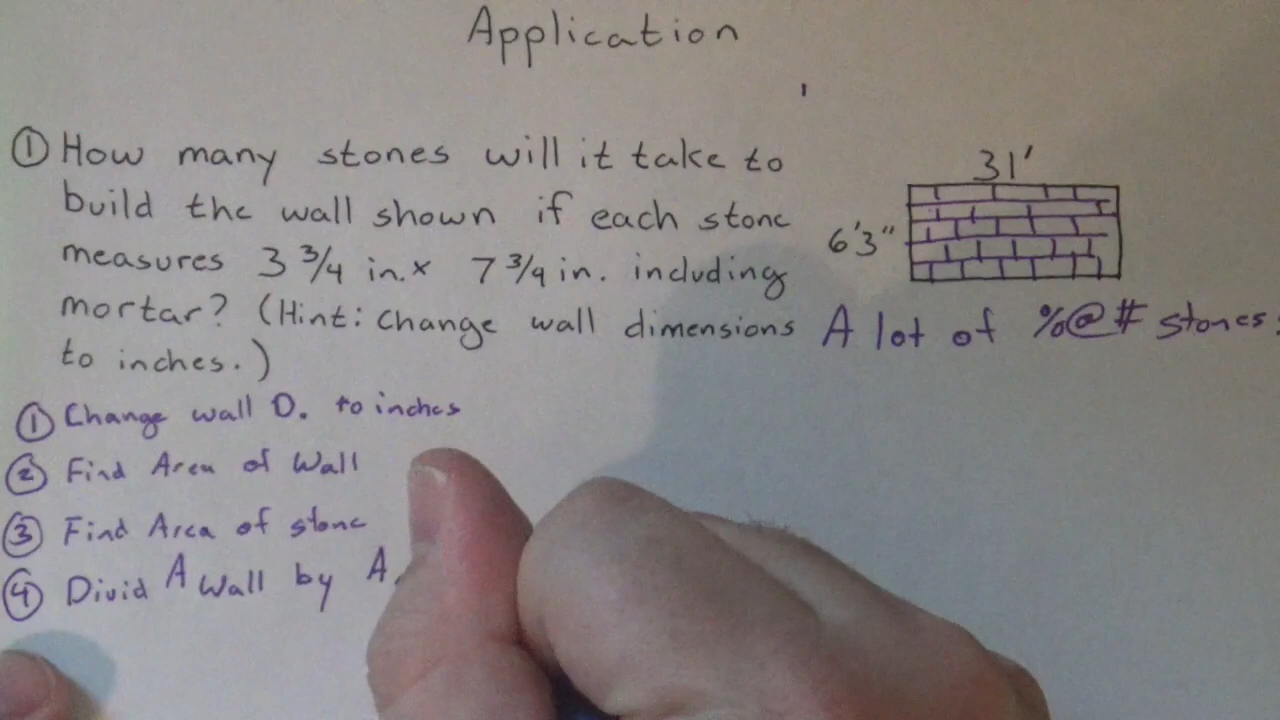 Application
① How many stones will it take to
build the wall shown if each stone
measures 3 3/4 in. x 7 3/4 in. including
mortar? (Hint: Change wall dimensions
to inches.)
31'
6'3"
A lot of %@# stones.
① Change wall D. to inches
② Find Area of Wall
③ Find Area of stone
④ Divid A wall by A